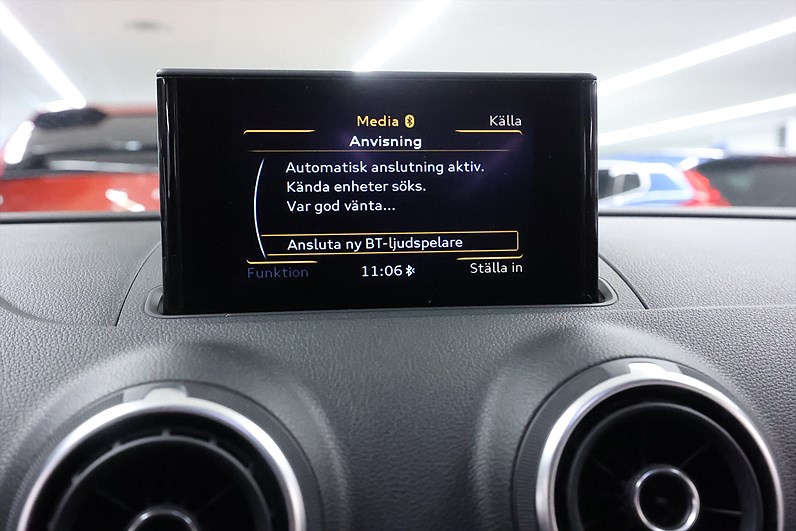 Media
Källa
Anvisning
Automatisk anslutning aktiv.
Kända enheter söks.
Var god vänta...
Ansluta ny BT-ljudspelare
Funktion
11:06
Ställa in